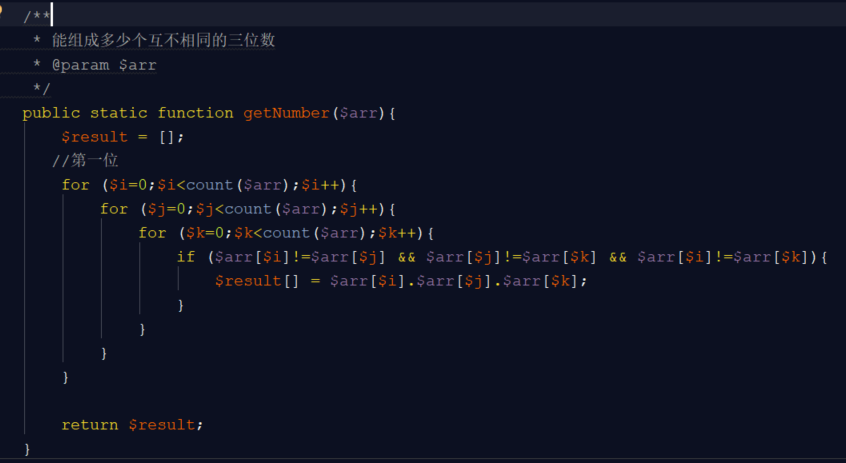 /**
 * 能组成多少个互不相同的三位数
 * @param $arr
 */
public static function getNumber($arr){
    $result = [];
   //第一位
    for ($i=0;$i<count($arr);$i++){
        for ($j=0;$j<count($arr);$j++){
            for ($k=0;$k<count($arr);$k++){
                if ($arr[$i]!=$arr[$j] && $arr[$j]!=$arr[$k] && $arr[$i]!=$arr[$k]){
                    $result[] = $arr[$i].$arr[$j].$arr[$k];
                }
            }
        }
    }

    return $result;
}